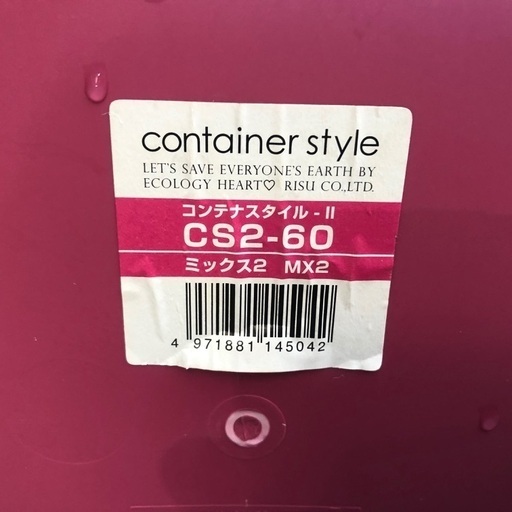 container style
LET'S SAVE EVERYONE'S EARTH BY
ECOLOGY HEART♡ RISU CO.,LTD.
コンテナスタイル-II
CS2-60
ミックス2 MX2
4 971881 145042